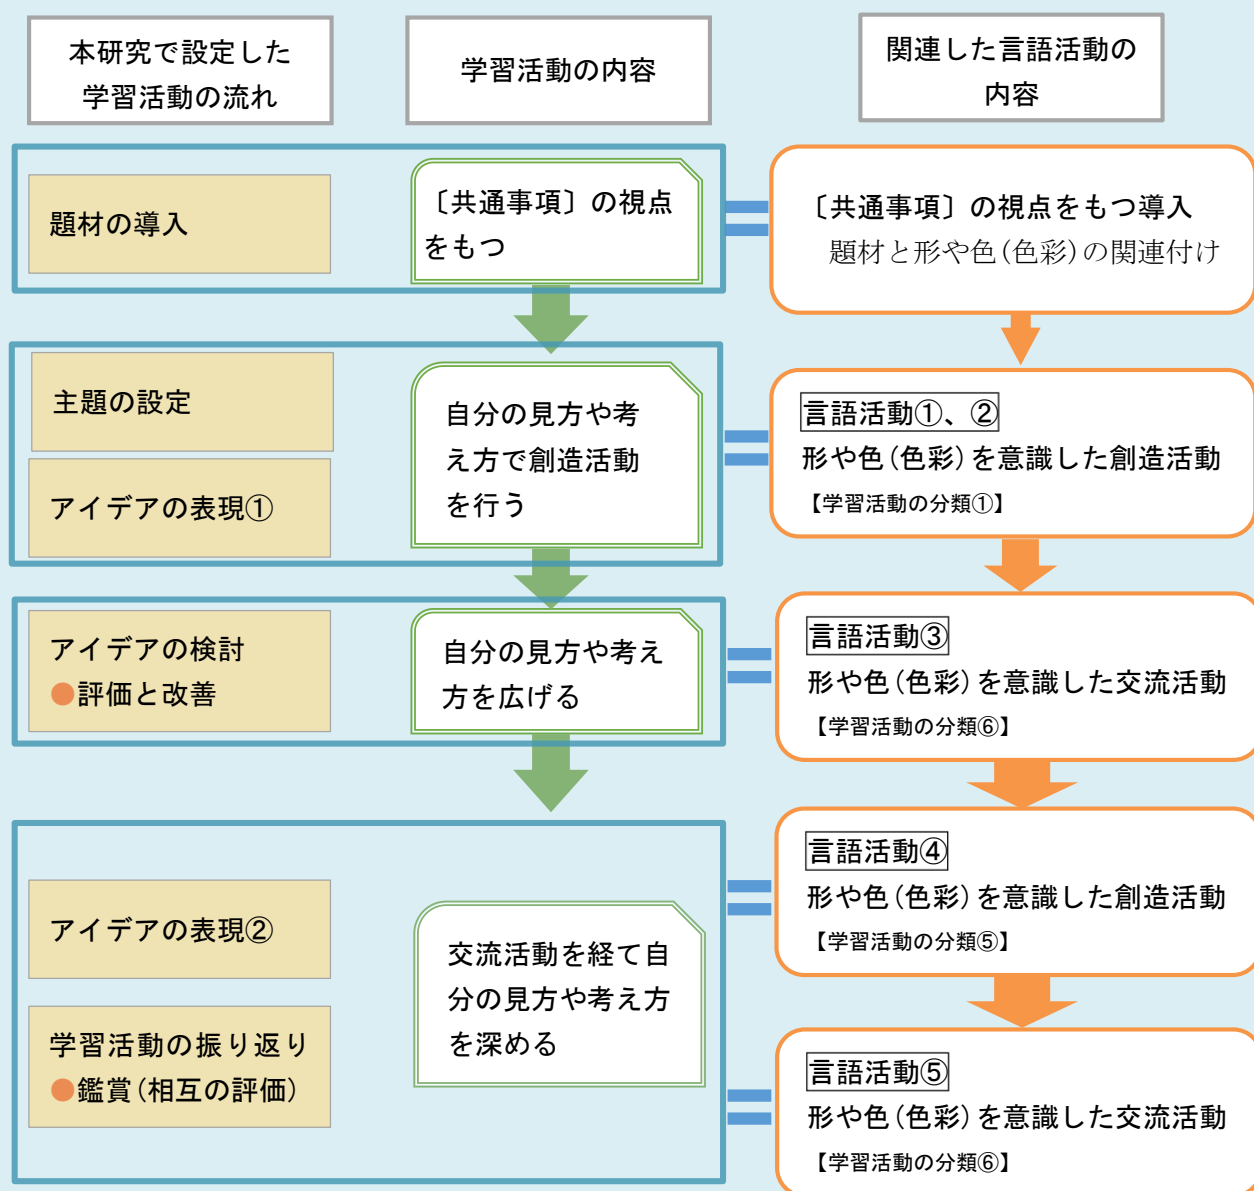 本研究で設定した
学習活動の流れ
学習活動の内容
関連した言語活動の
内容
題材の導入
〔共通事項〕の視点
をもつ
〔共通事項〕の視点をもつ導入
題材と形や色(色彩)の関連付け
主題の設定
アイデアの表現①
自分の見方や考
え方で創造活動
を行う
言語活動①、②
形や色(色彩)を意識した創造活動
【学習活動の分類①】
アイデアの検討
●評価と改善
自分の見方や考え
方を広げる
言語活動③
形や色(色彩)を意識した交流活動
【学習活動の分類⑥】
アイデアの表現②
学習活動の振り返り
●鑑賞(相互の評価)
交流活動を経て自
分の見方や考え方
を深める
言語活動④
形や色(色彩)を意識した創造活動
【学習活動の分類⑤】
言語活動⑤
形や色(色彩)を意識した交流活動
【学習活動の分類⑥】